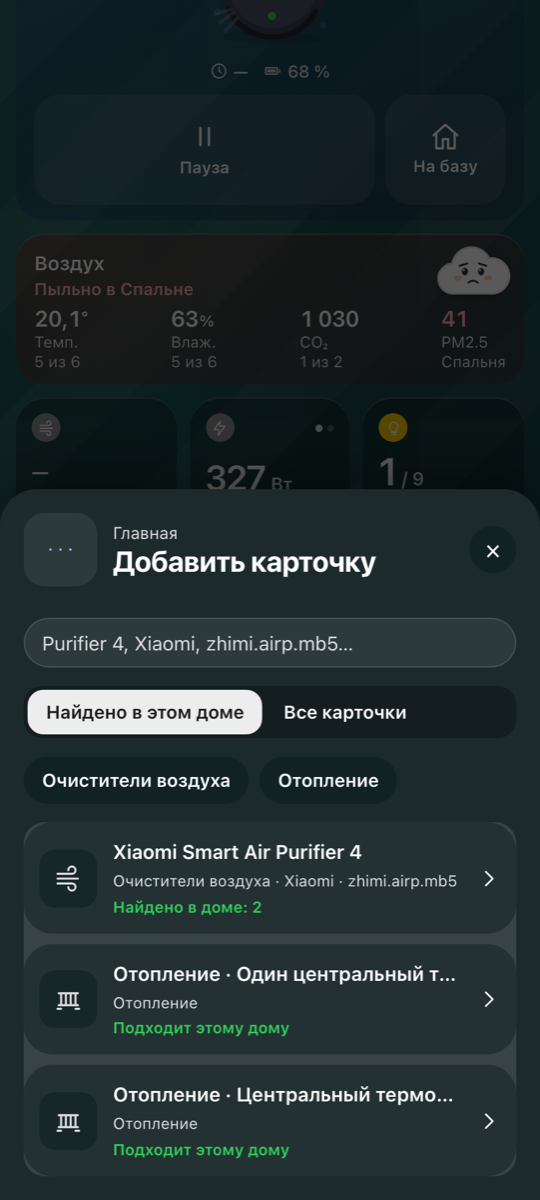 — 68 %
Пауза
На базу
Воздух
Пыльно в Спальне
20,1° 63% 1 030 41
Темп. Влаж. CO₂ PM2.5
5 из 6 5 из 6 1 из 2 Спальня
— 327 Вт 1 / 9
Главная
Добавить карточку
Purifier 4, Xiaomi, zhimi.airp.mb5...
Найдено в этом доме Все карточки
Очистители воздуха Отопление
Xiaomi Smart Air Purifier 4
Очистители воздуха · Xiaomi · zhimi.airp.mb5
Найдено в доме: 2
Отопление · Один центральный т...
Отопление
Подходит этому дому
Отопление · Центральный термо...
Отопление
Подходит этому дому